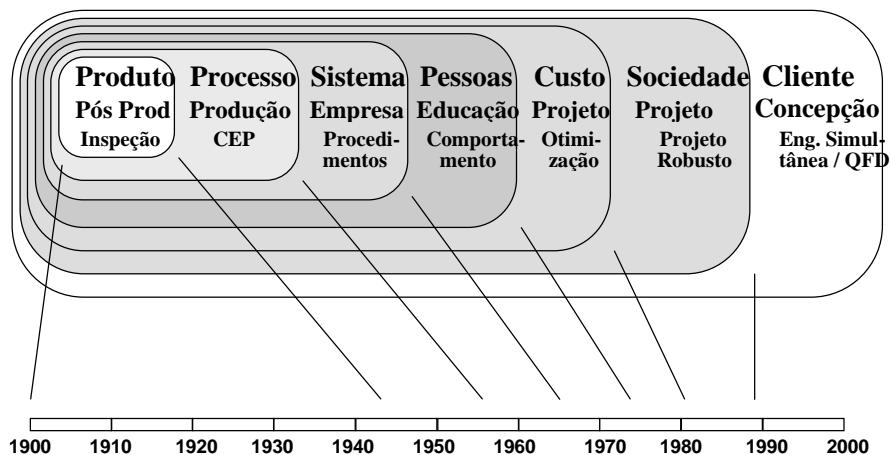 Produto Processo Sistema Pessoas Custo Sociedade Cliente
Pós Prod Produção Empresa Educação Projeto Projeto Concepção
Inspeção CEP Procedi- Comporta- Otimi- Projeto Eng. Simul-
mentos mento zação Robusto tânea / QFD
1900 1910 1920 1930 1940 1950 1960 1970 1980 1990 2000